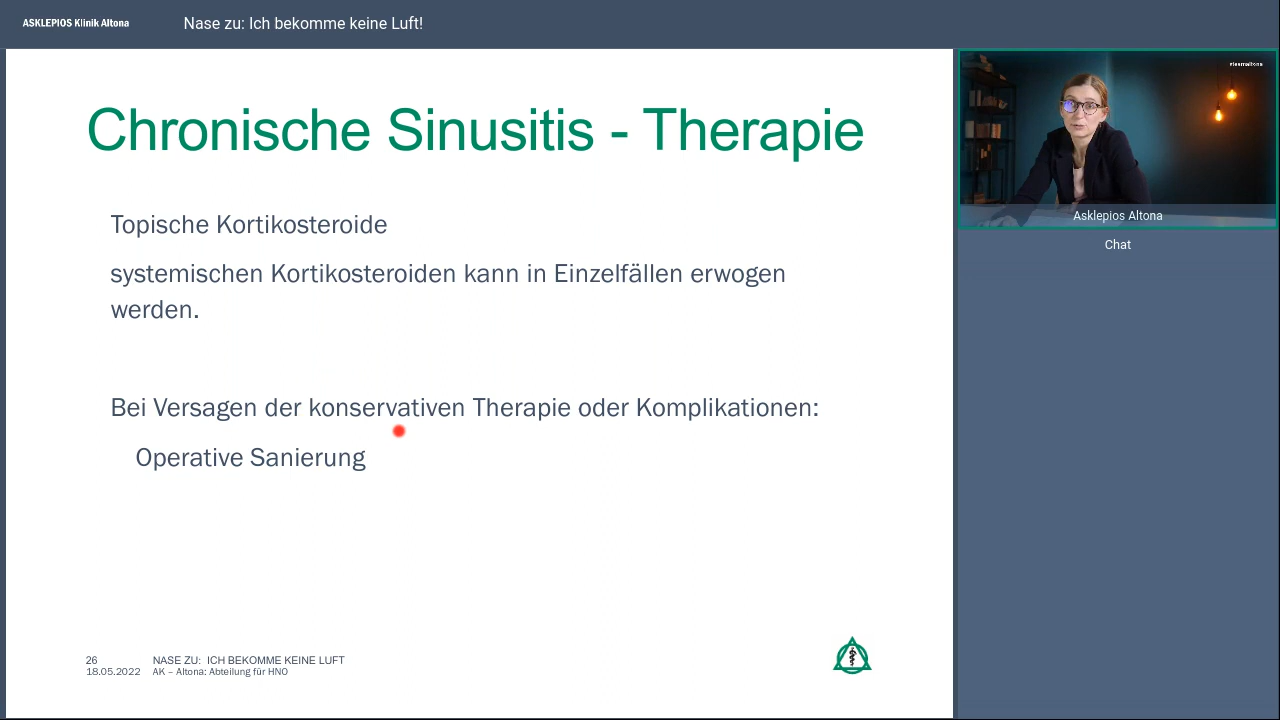 ASKLEPIOS Klinik Altona
Nase zu: Ich bekomme keine Luft!
Chronische Sinusitis - Therapie
Topische Kortikosteroide
systemischen Kortikosteroiden kann in Einzelfällen erwogen
werden.
Bei Versagen der konservativen Therapie oder Komplikationen:
Operative Sanierung
26
NASE ZU: ICH BEKOMME KEINE LUFT
18.05.2022
AK – Altona: Abteilung für HNO
Asklepios Altona
Chat